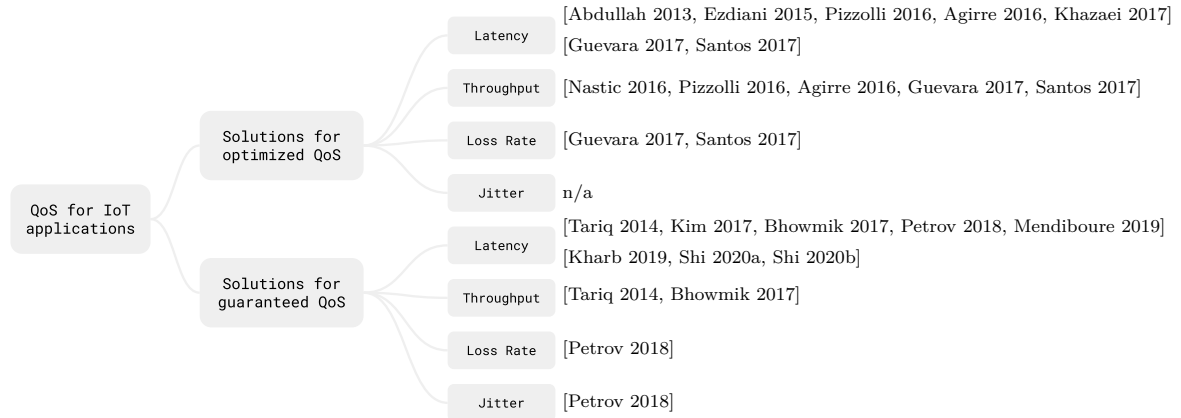 QoS for IoT
applications
Solutions for
optimized QoS
Latency
[Abdullah 2013, Ezdiani 2015, Pizzolli 2016, Agirre 2016, Khazaei 2017]
[Guevara 2017, Santos 2017]
Throughput
[Nastic 2016, Pizzolli 2016, Agirre 2016, Guevara 2017, Santos 2017]
Loss Rate
[Guevara 2017, Santos 2017]
Jitter
n/a
Solutions for
guaranteed QoS
Latency
[Tariq 2014, Kim 2017, Bhowmik 2017, Petrov 2018, Mendiboure 2019]
[Kharb 2019, Shi 2020a, Shi 2020b]
Throughput
[Tariq 2014, Bhowmik 2017]
Loss Rate
[Petrov 2018]
Jitter
[Petrov 2018]